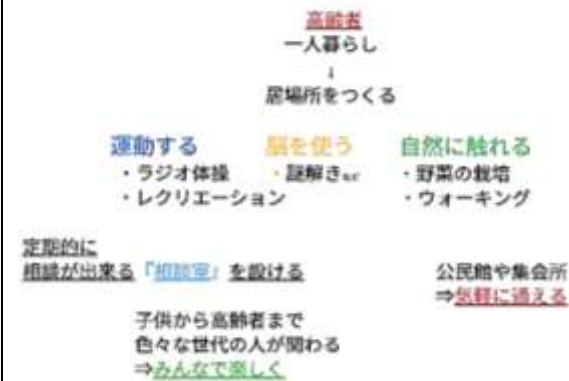 高齢者
一人暮らし
↓
居場所をつくる
運動する
・ラジオ体操
・レクリエーション
脳を使う
・謎解きなど
自然に触れる
・野菜の栽培
・ウォーキング
定期的に
相談が出来る『相談室』を設ける
公民館や集会所
⇒気軽に通える
子供から高齢者まで
色々な世代の人が関わる
⇒みんなで楽しく